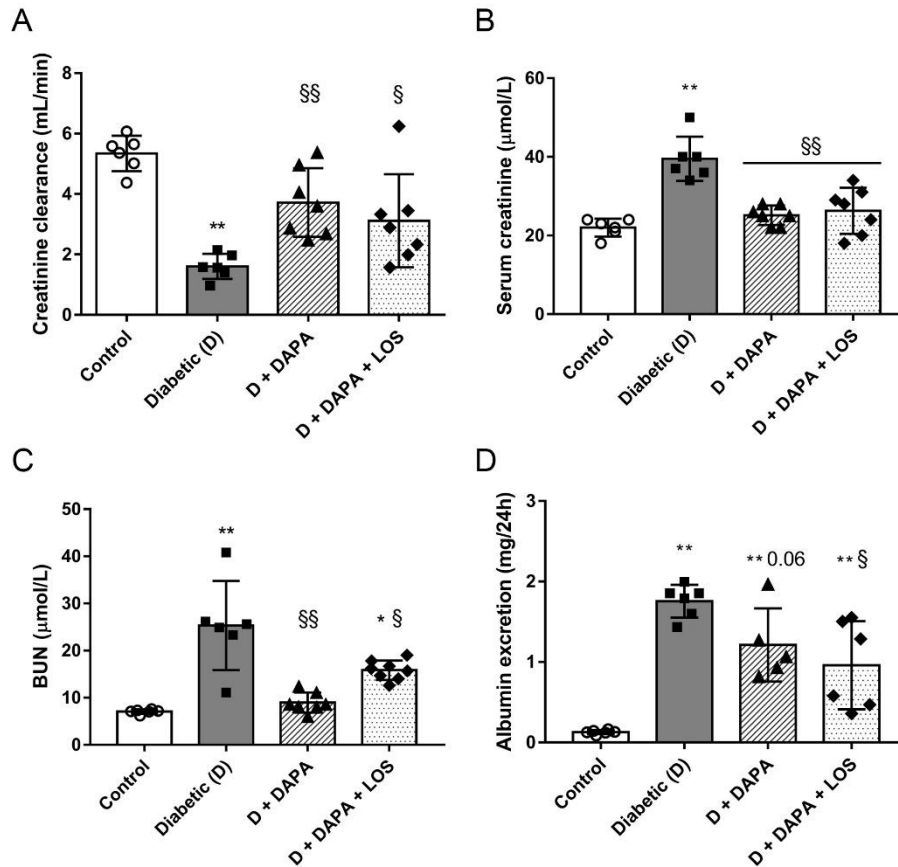 A
Creatinine clearance (mL/min)
8
6
4
2
0
**
§§
§
Control
Diabetic (D)
D + DAPA
D + DAPA + LOS
B
Serum creatinine (μmol/L)
60
40
20
0
**
§§
Control
Diabetic (D)
D + DAPA
D + DAPA + LOS
C
BUN (μmol/L)
50
40
30
20
10
0
**
§§
* §
Control
Diabetic (D)
D + DAPA
D + DAPA + LOS
D
Albumin excretion (mg/24h)
3
2
1
0
**
** 0.06
** §
Control
Diabetic (D)
D + DAPA
D + DAPA + LOS